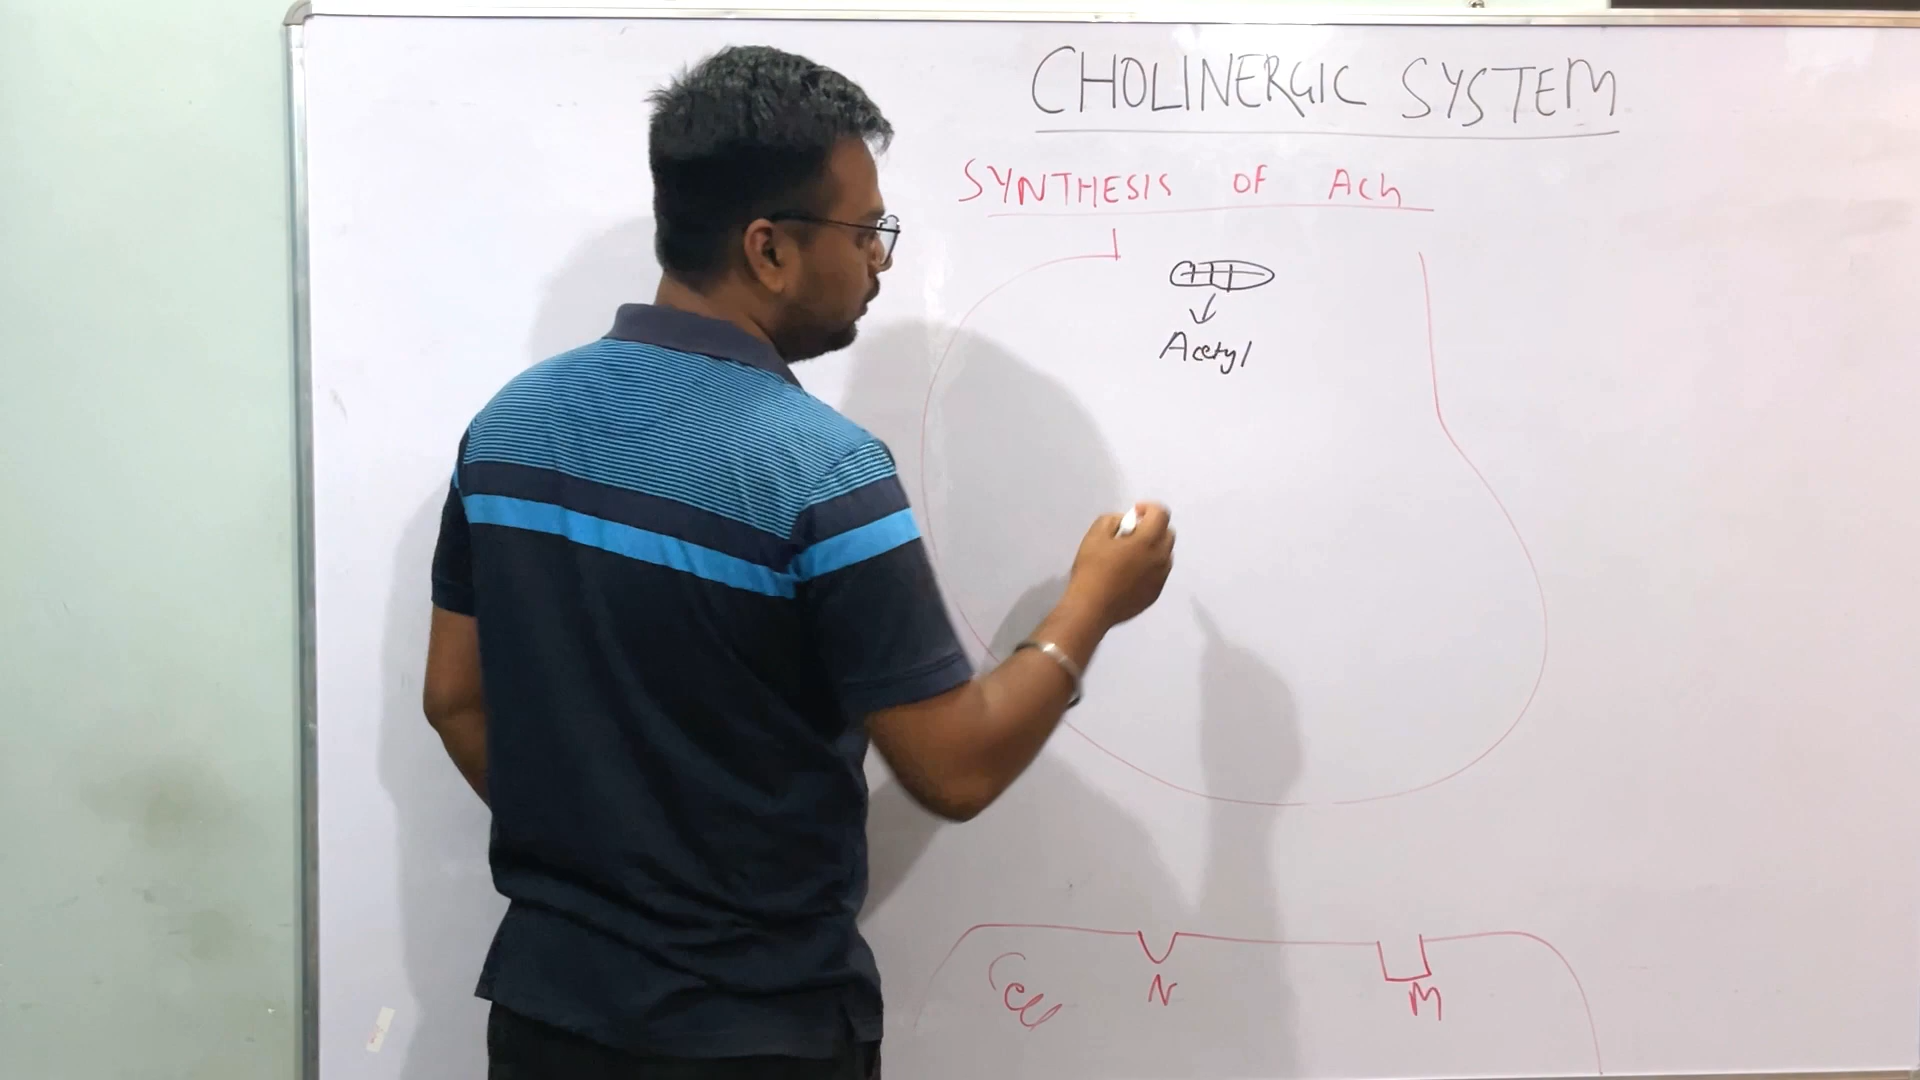 CHOLINERGIC SYSTEM
SYNTHESIS OF ACh
Acetyl
Cell
N
M